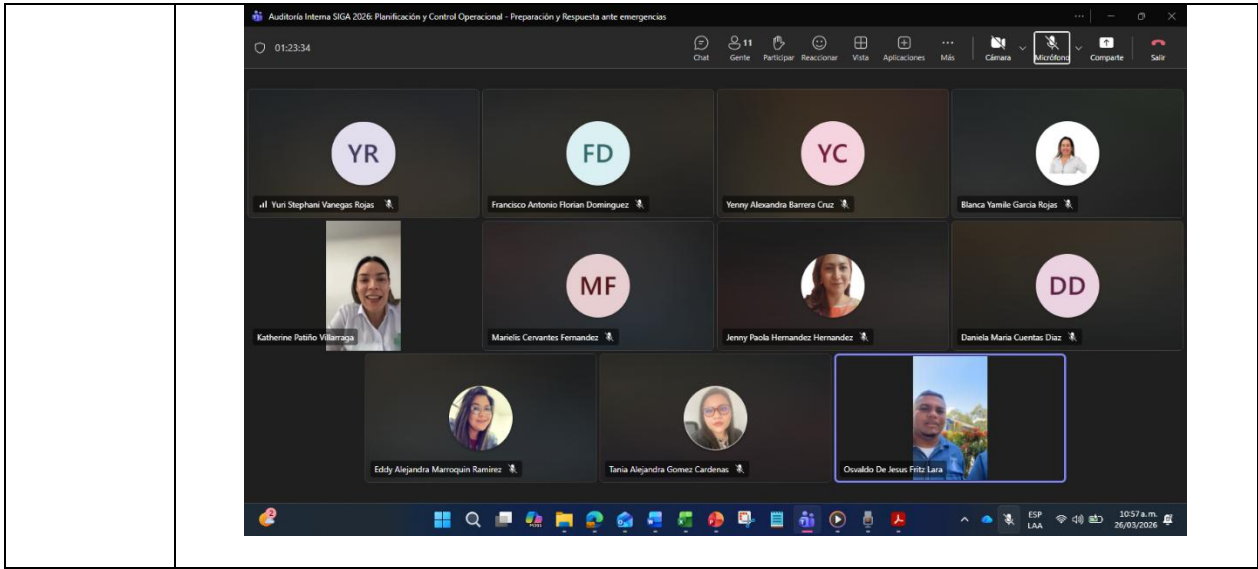 Auditoría Interna SIGA 2026: Planificación y Control Operacional - Preparación y Respuesta ante emergencias
01:23:34
Chat
11
Gente
Participar
Reaccionar
Vista
Aplicaciones
Más
Cámara
Micrófono
Comparte
Salir
YR
FD
YC
Yuri Stephani Vanegas Rojas
Francisco Antonio Florian Dominguez
Yenny Alexandra Barrera Cruz
Blanca Yamile Garcia Rojas
MF
DD
Katherine Patiño Villarraga
Marielis Cervantes Fernandez
Jenny Paola Hernandez Hernandez
Daniela Maria Cuentas Diaz
Eddy Alejandra Marroquin Ramirez
Tania Alejandra Gomez Cardenas
Osvaldo De Jesus Fritz Lara
2
ESP
LAA
10:57 a.m.
26/03/2026